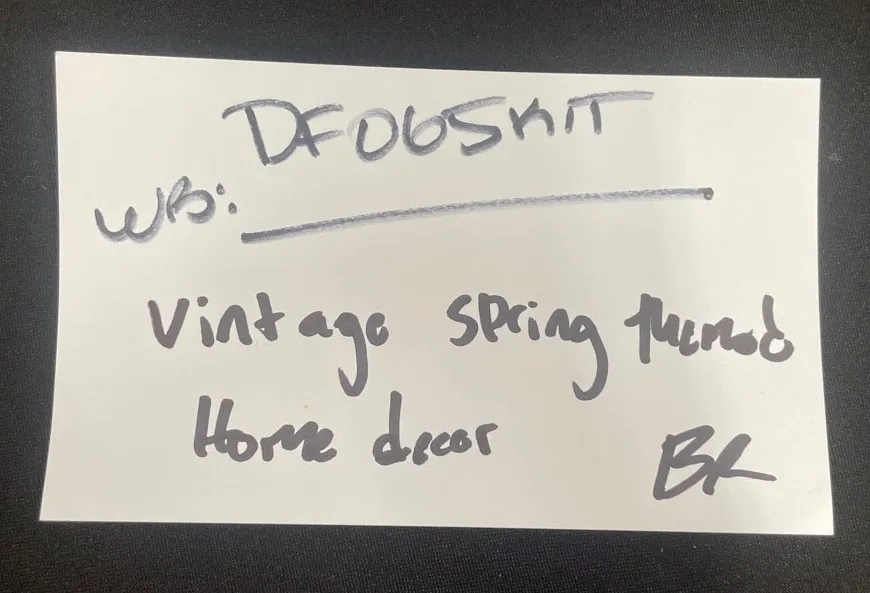 DF065KIT
WB:
Vintage spring themed
Home decor
BR